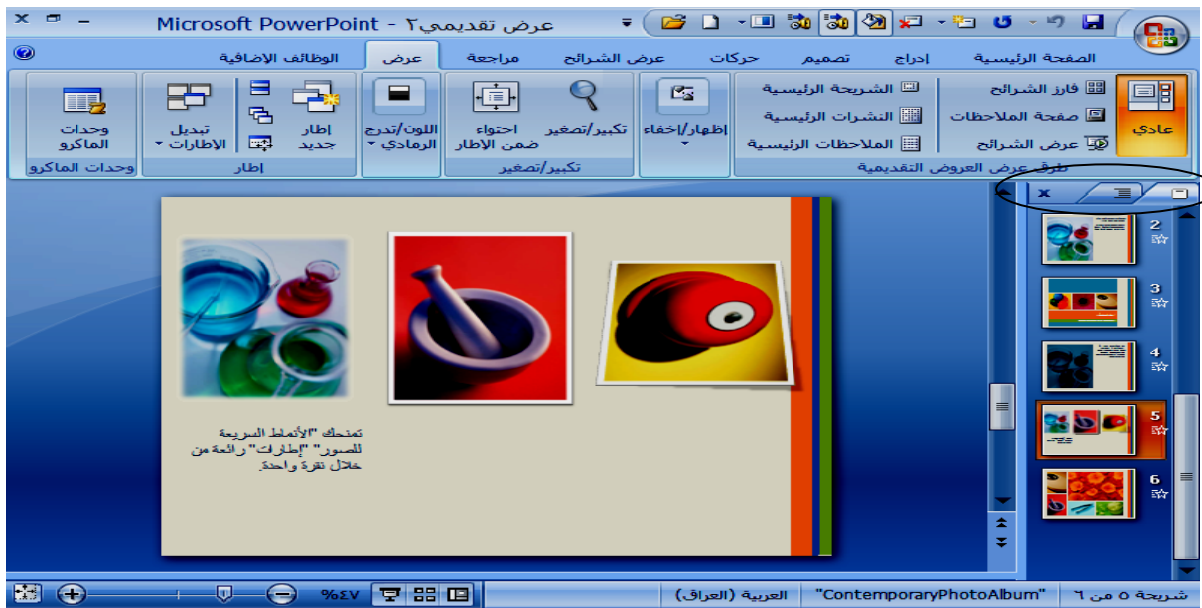 عرض تقديمي٢ - Microsoft PowerPoint
الصفحة الرئيسية
إدراج
تصميم
حركات
عرض الشرائح
مراجعة
عرض
الوظائف الإضافية
عادي
فارز الشرائح
صفحة الملاحظات
عرض الشرائح
الشريحة الرئيسية
النشرات الرئيسية
الملاحظات الرئيسية
طرق عرض العروض التقديمية
إظهار/إخفاء
تكبير/تصغير
احتواء
ضمن الإطار
تكبير/تصغير
اللون/تدرج
الرمادي
إطار
جديد
تبديل
الإطارات
إطار
وحدات
الماكرو
وحدات الماكرو
2
3
4
5
6
تمنحك "الأنماط السريعة
للصور" "إطارات" رائعة من
خلال نقرة واحدة.
شريحة ٥ من ٦
"ContemporaryPhotoAlbum"
العربية (العراق)
%٤٧